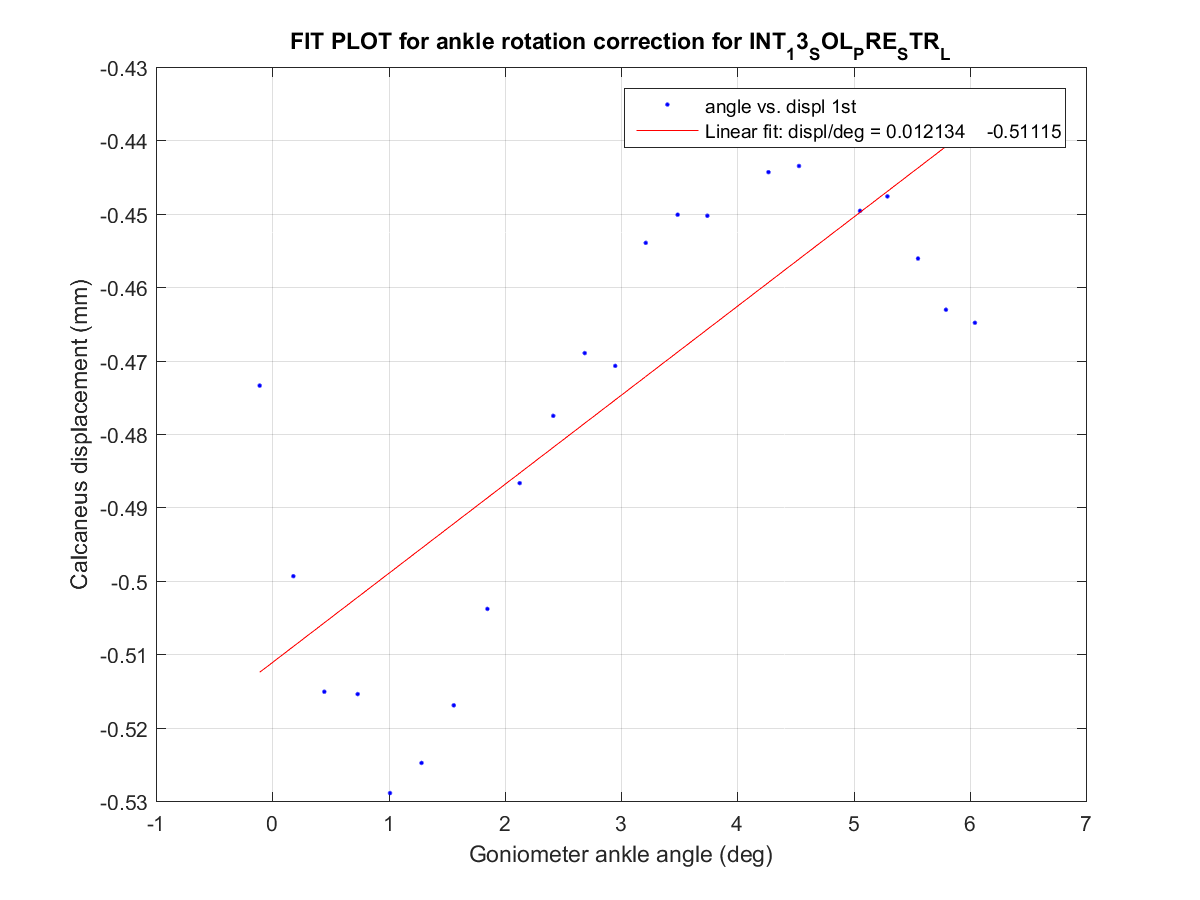 FIT PLOT for ankle rotation correction for INT₁3ₛOLₚREₛTRL
-0.43
angle vs. displ 1st
Linear fit: displ/deg = 0.012134 -0.51115
-0.44
-0.45
-0.46
-0.47
-0.48
-0.49
-0.5
-0.51
-0.52
-0.53
Calcaneus displacement (mm)
-1 0 1 2 3 4 5 6 7
Goniometer ankle angle (deg)